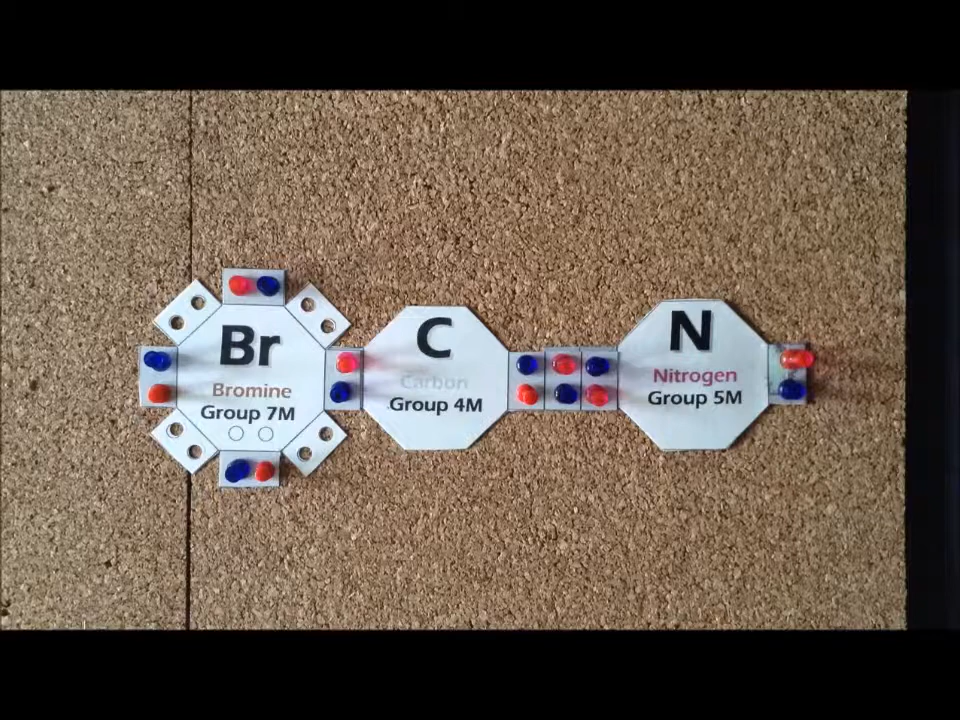 Br
Bromine
Group 7M
C
Carbon
Group 4M
N
Nitrogen
Group 5M